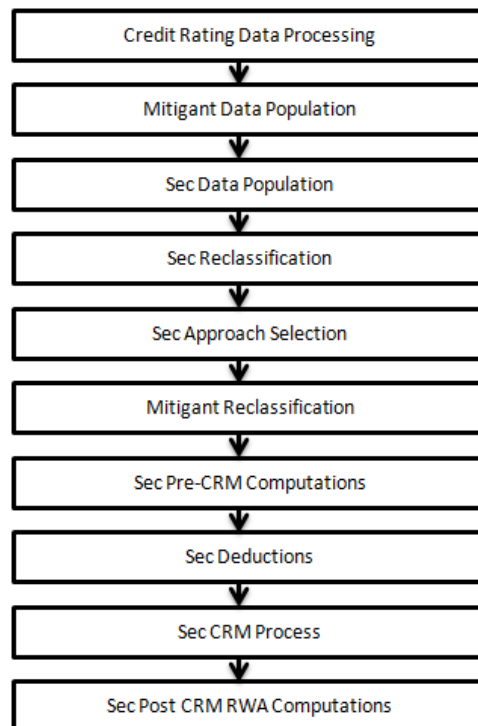 Credit Rating Data Processing
Mitigant Data Population
Sec Data Population
Sec Reclassification
Sec Approach Selection
Mitigant Reclassification
Sec Pre-CRM Computations
Sec Deductions
Sec CRM Process
Sec Post CRM RWA Computations